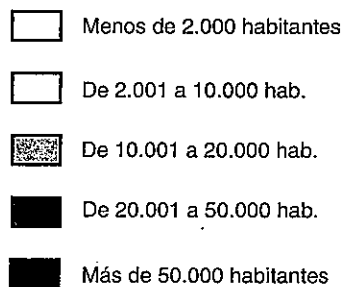 Menos de 2.000 habitantes
De 2.001 a 10.000 hab.
De 10.001 a 20.000 hab.
De 20.001 a 50.000 hab.
Más de 50.000 habitantes